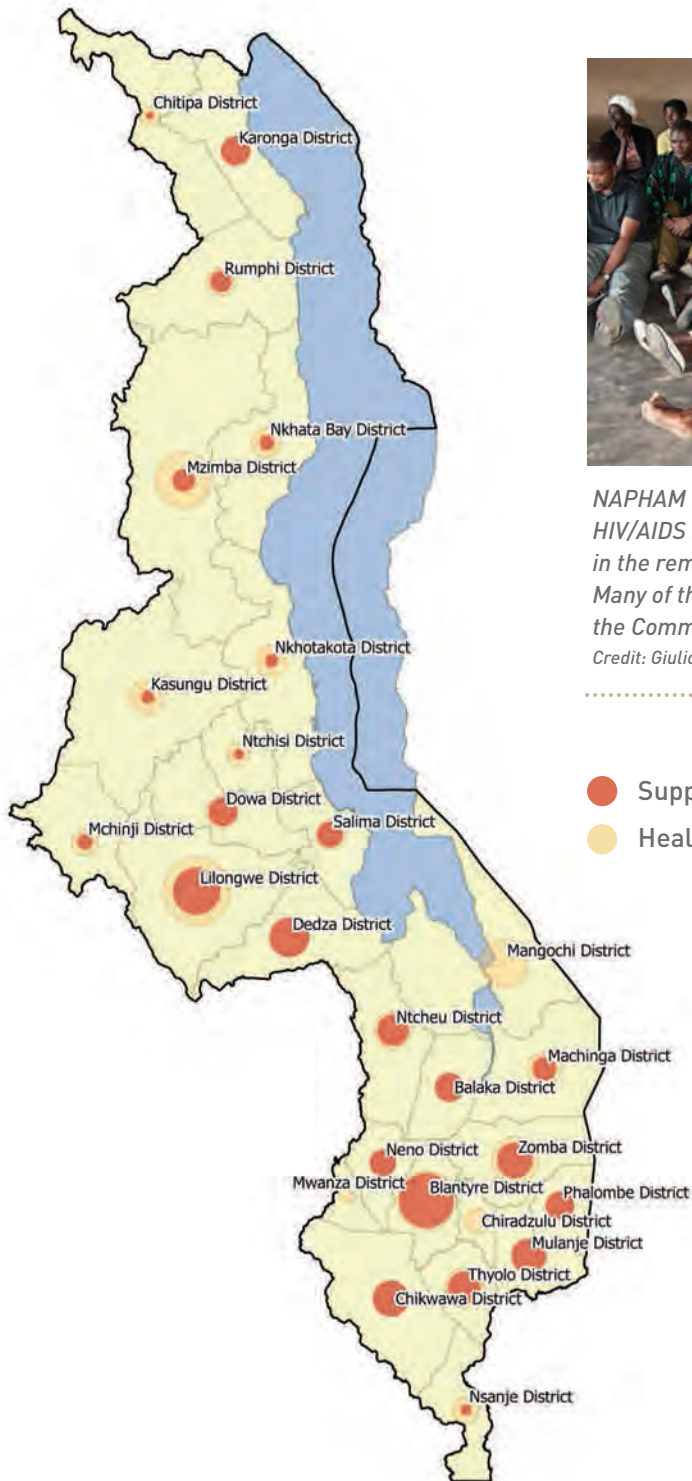 Chitipa District
Karonga District
Rumphi District
Nkhata Bay District
Mzimba District
Nkhotakota District
Kasungu District
Ntchisi District
Dowa District
Salima District
Mchinji District
Lilongwe District
Dedza District
Mangochi District
Ntcheu District
Machinga District
Balaka District
Neno District
Zomba District
Mwanza District
Blantyre District
Phalombe District
Chiradzulu District
Mulanje District
Thyolo District
Chikwawa District
Nsanje District
NAPHAM
HIV/AIDS
in the rem
Many of th
the Comm
Credit: Giulio
Supp
Heal